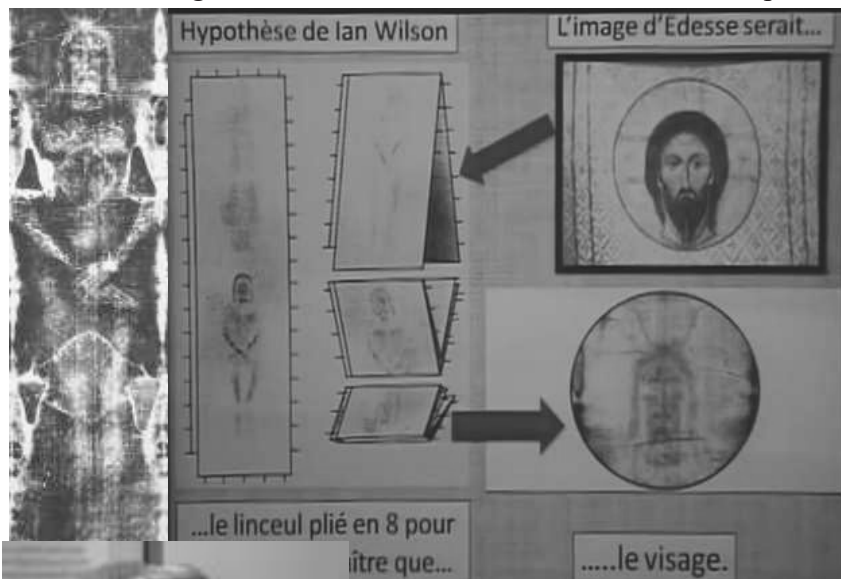 Hypothèse de Ian Wilson
L'image d'Edesse serait...
...le linceul plié en 8 pour
ître que...
.....le visage.